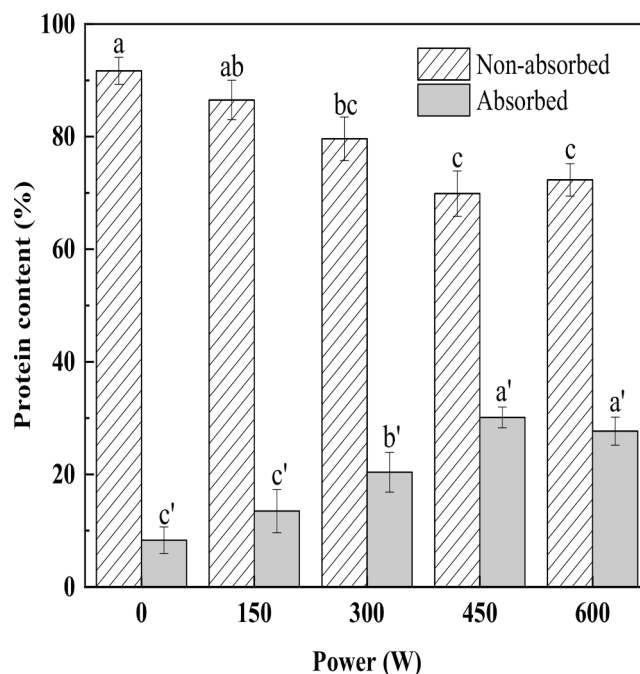 100
80
60
40
20
0
Protein content (%)
Non-absorbed
Absorbed
a
ab
bc
c
c
c'
c'
b'
a'
a'
0 150 300 450 600
Power (W)